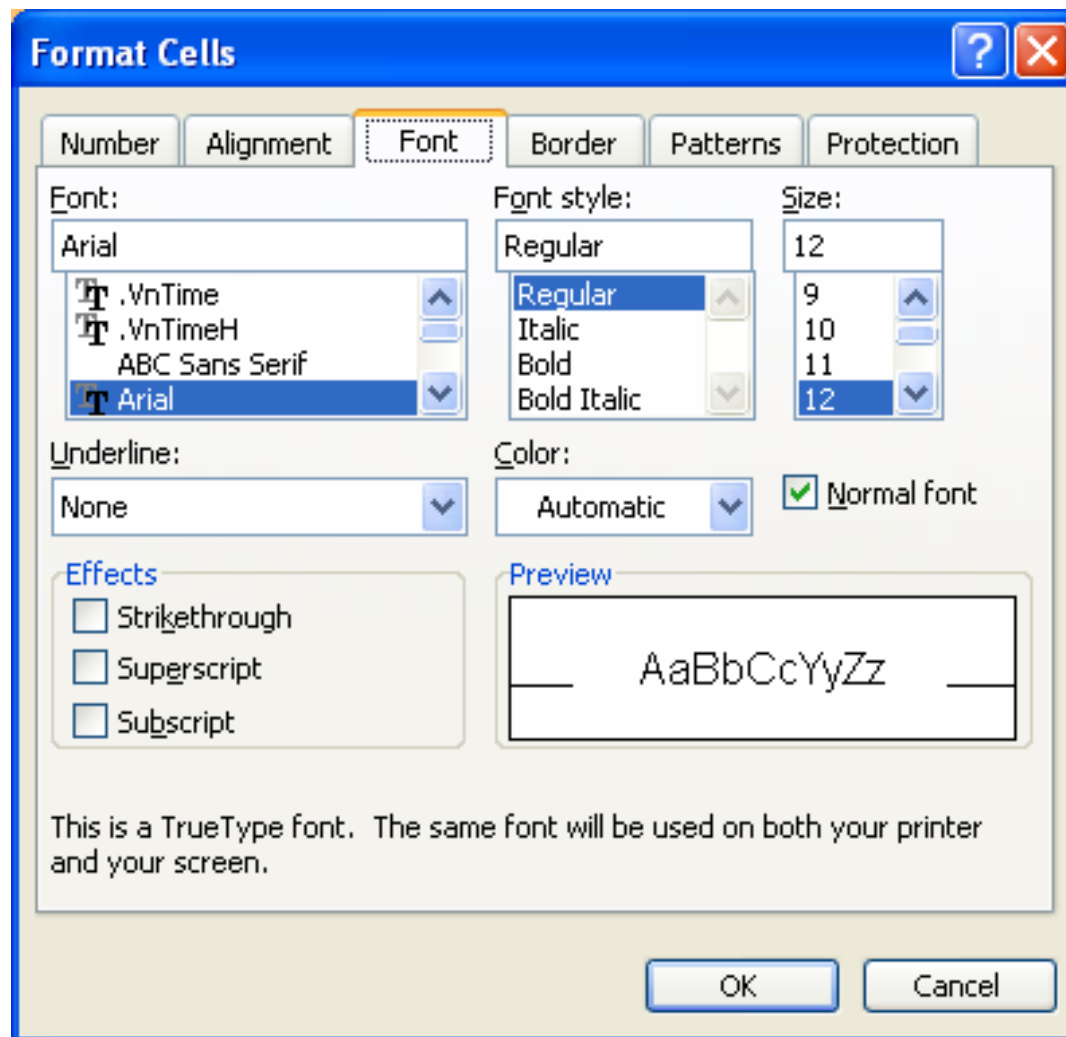 Format Cells
Number Alignment Font Border Patterns Protection
Font: Font style: Size:
Arial Regular 12
.VnTime Regular 9
.VnTimeH Italic 10
ABC Sans Serif Bold 11
Arial Bold Italic 12
Underline: Color:
None Automatic Normal font
Effects Preview
Strikethrough
Superscript AaBbCcYyZz
Subscript
This is a TrueType font. The same font will be used on both your printer
and your screen.
OK Cancel